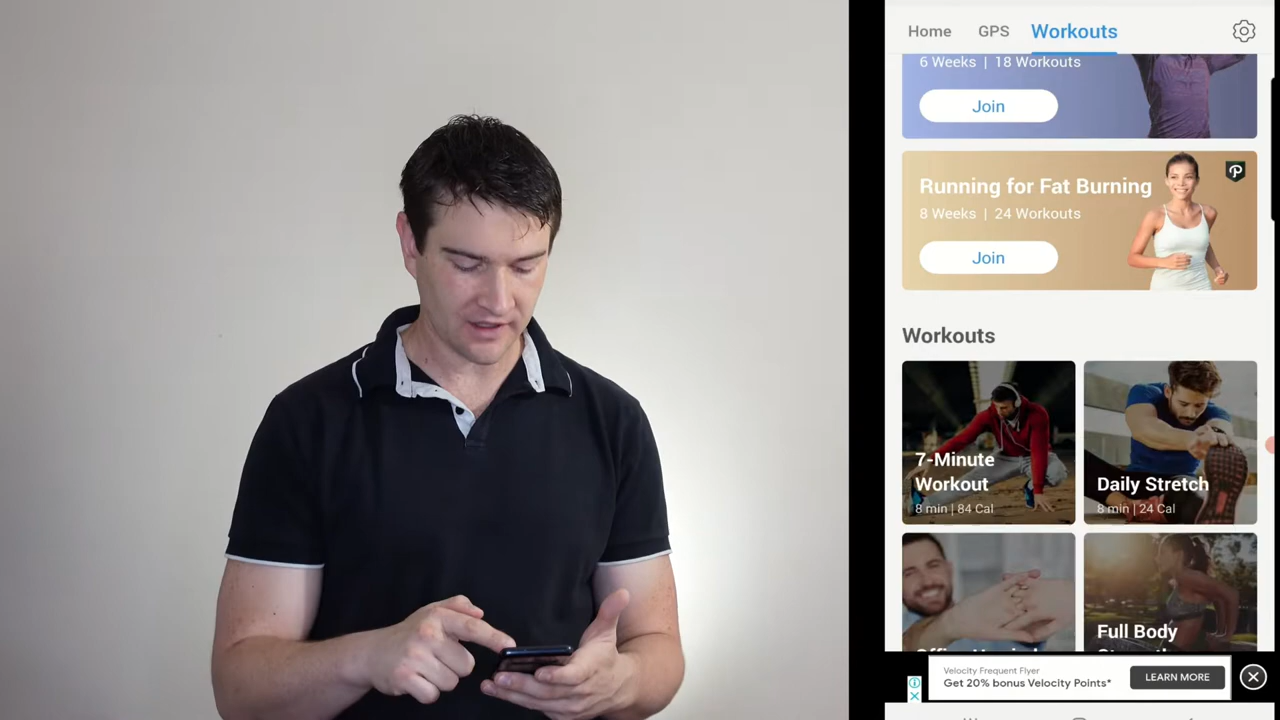 Home GPS Workouts
6 Weeks | 18 Workouts
Join
Running for Fat Burning
8 Weeks | 24 Workouts
Join
Workouts
7-Minute
Workout
8 min | 84 Cal
Daily Stretch
8 min | 24 Cal
Full Body
Velocity Frequent Flyer
Get 20% bonus Velocity Points*
LEARN MORE